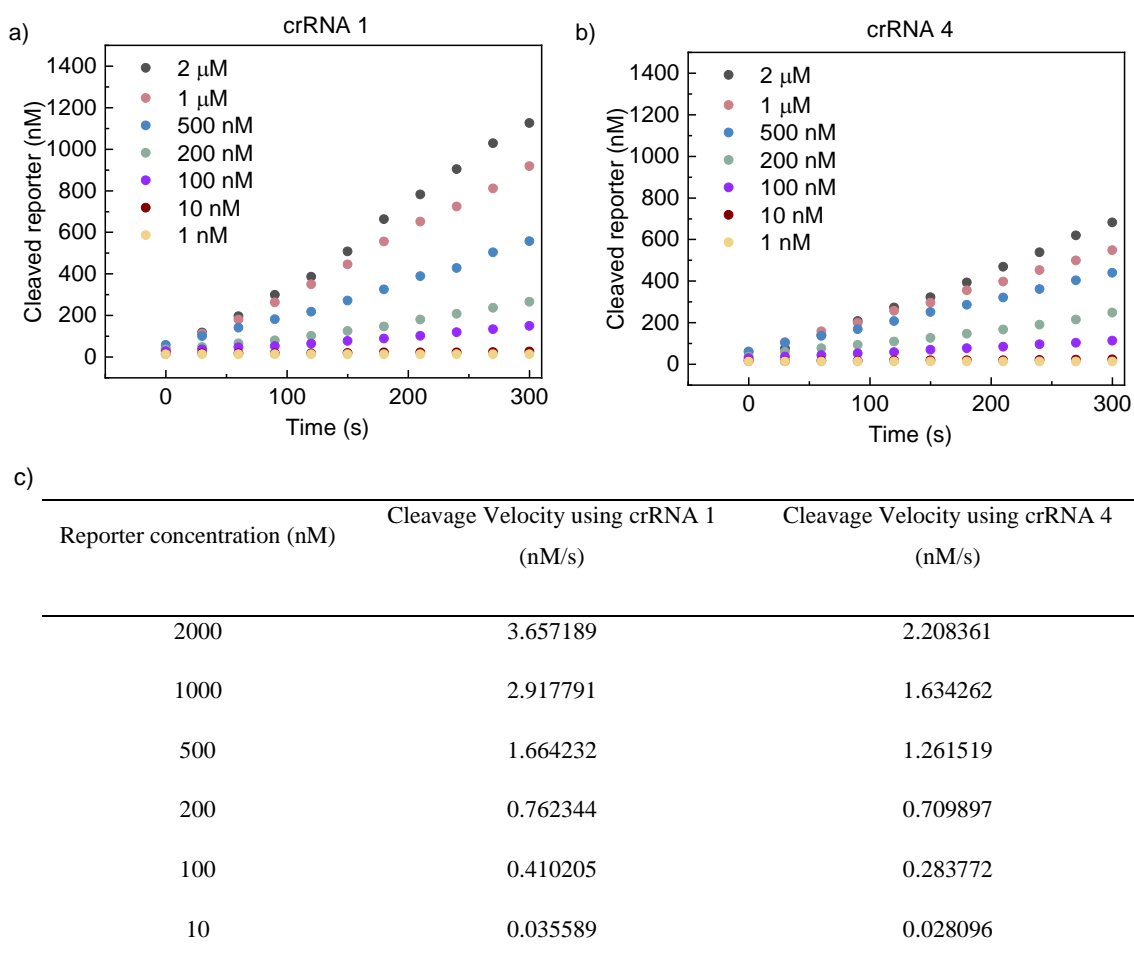 a)
crRNA 1
Cleaved reporter (nM)
1400
1200
1000
800
600
400
200
0
2 μM
1 μM
500 nM
200 nM
100 nM
10 nM
1 nM
0 100 200 300
Time (s)
b)
crRNA 4
Cleaved reporter (nM)
1400
1200
1000
800
600
400
200
0
2 μM
1 μM
500 nM
200 nM
100 nM
10 nM
1 nM
0 100 200 300
Time (s)
c)
Reporter concentration (nM) Cleavage Velocity using crRNA 1 (nM/s) Cleavage Velocity using crRNA 4 (nM/s)
2000 3.657189 2.208361
1000 2.917791 1.634262
500 1.664232 1.261519
200 0.762344 0.709897
100 0.410205 0.283772
10 0.035589 0.028096